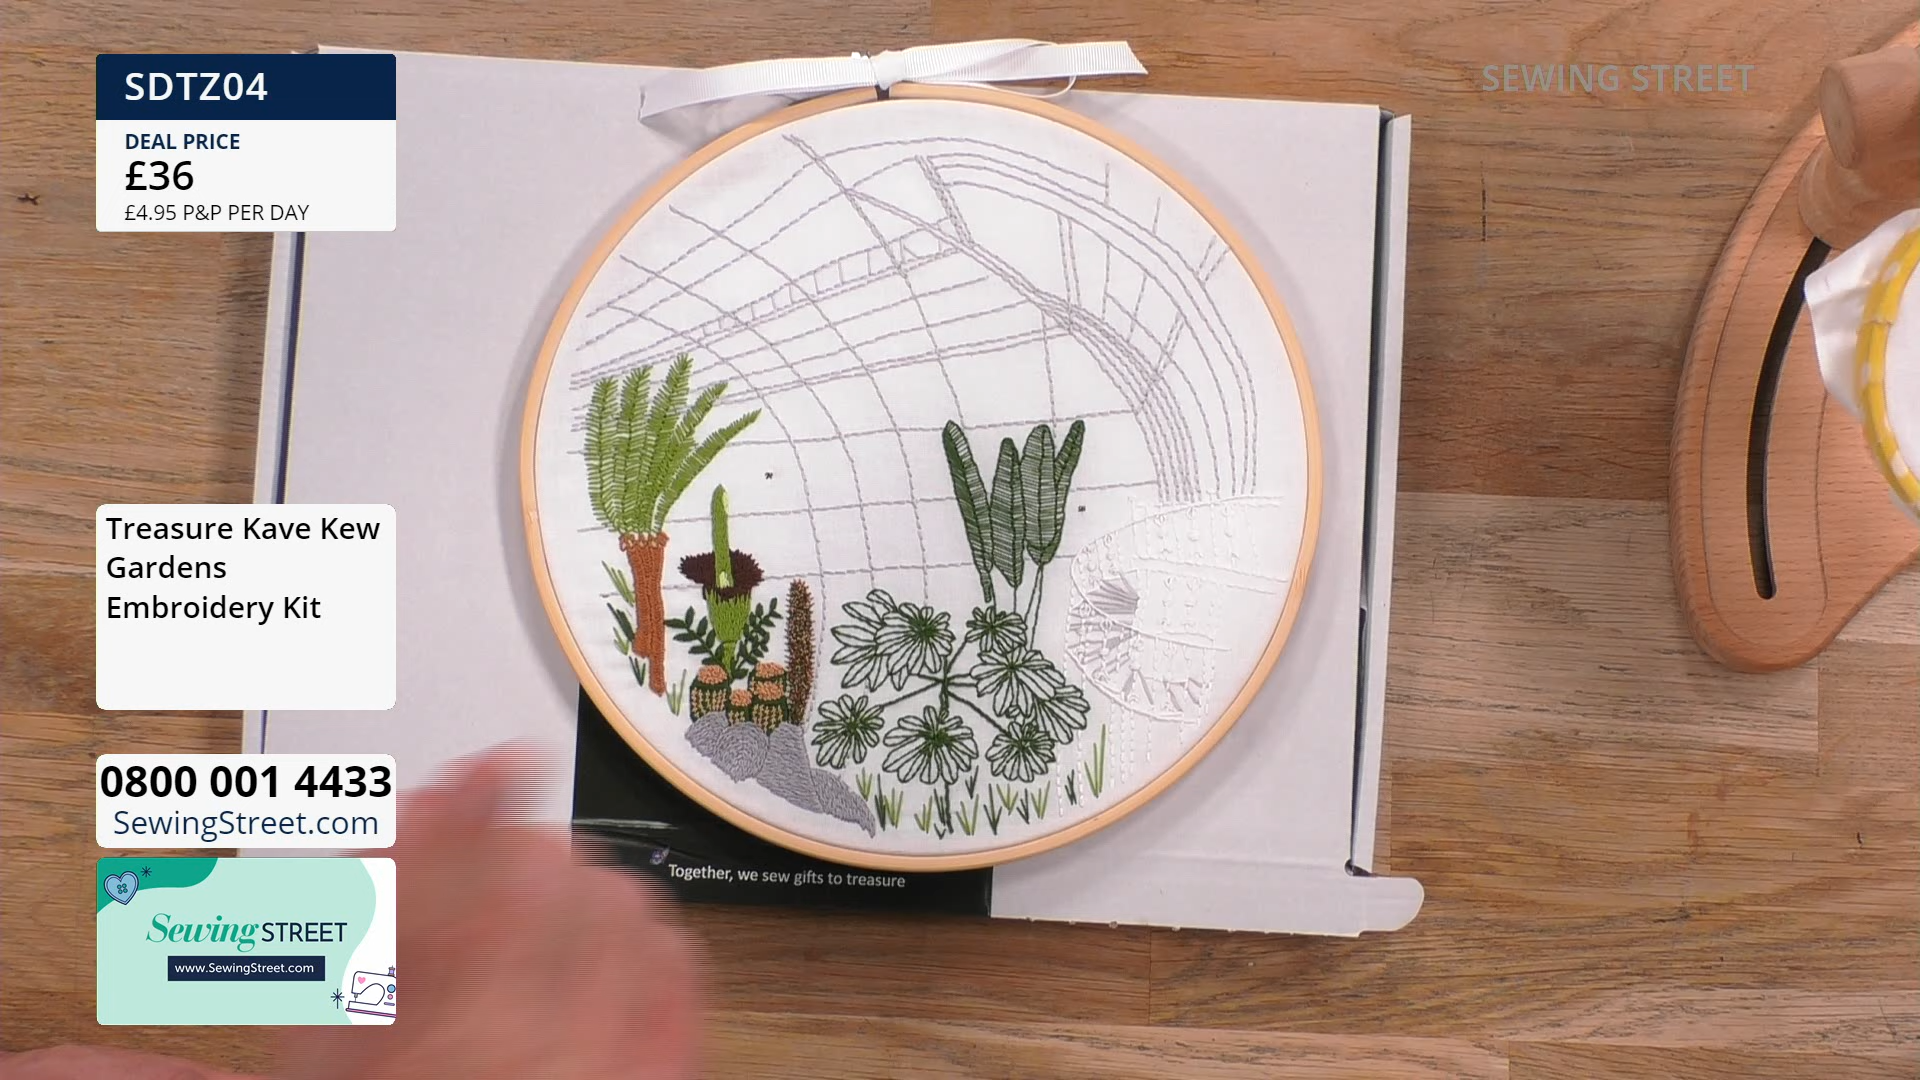 SDTZ04
DEAL PRICE
£36
£4.95 P&P PER DAY
SEWING STREET
Treasure Kave Kew
Gardens
Embroidery Kit
0800 001 4433
SewingStreet.com
Sewing STREET
www.SewingStreet.com
Together, we sew gifts to treasure